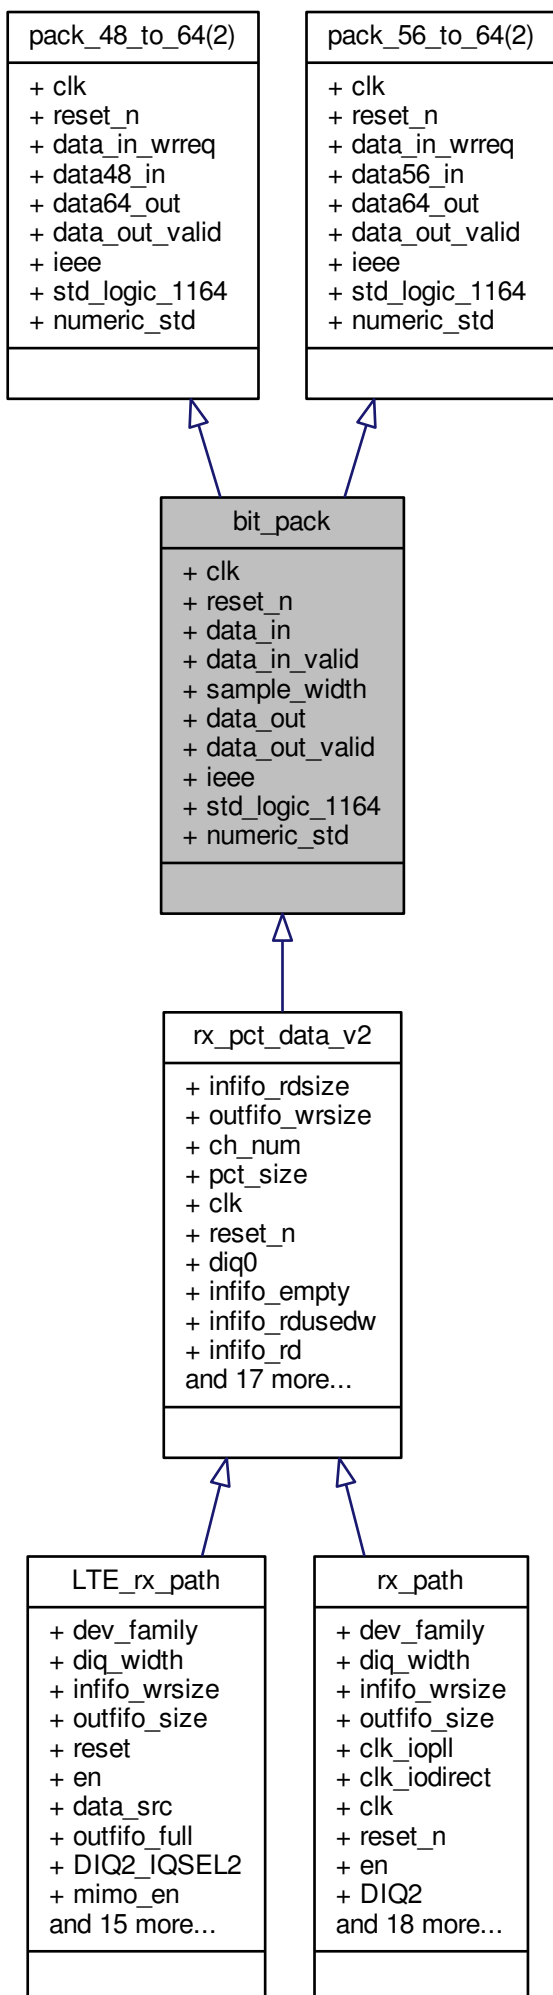 pack_48_to_64(2)
+ clk
+ reset_n
+ data_in_wrreq
+ data48_in
+ data64_out
+ data_out_valid
+ ieee
+ std_logic_1164
+ numeric_std
pack_56_to_64(2)
+ clk
+ reset_n
+ data_in_wrreq
+ data56_in
+ data64_out
+ data_out_valid
+ ieee
+ std_logic_1164
+ numeric_std
bit_pack
+ clk
+ reset_n
+ data_in
+ data_in_valid
+ sample_width
+ data_out
+ data_out_valid
+ ieee
+ std_logic_1164
+ numeric_std
rx_pct_data_v2
+ infifo_rdsize
+ outfifo_wrsize
+ ch_num
+ pct_size
+ clk
+ reset_n
+ diq0
+ infifo_empty
+ infifo_rdusedw
+ infifo_rd
and 17 more...
LTE_rx_path
+ dev_family
+ diq_width
+ infifo_wrsize
+ outfifo_size
+ reset
+ en
+ data_src
+ outfifo_full
+ DIQ2_IQSEL2
+ mimo_en
and 15 more...
rx_path
+ dev_family
+ diq_width
+ infifo_wrsize
+ outfifo_size
+ clk_iopll
+ clk_iodirect
+ clk
+ reset_n
+ en
+ DIQ2
and 18 more...